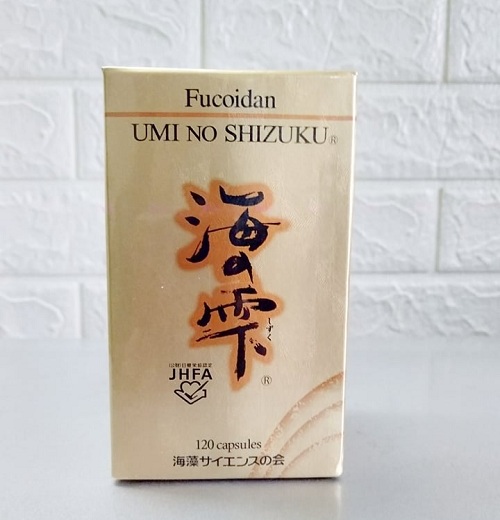 Fucoidan
UMI NO SHIZUKU®
海の雫
しずく
®
JHFA
120 capsules
海藻サイエンスの会